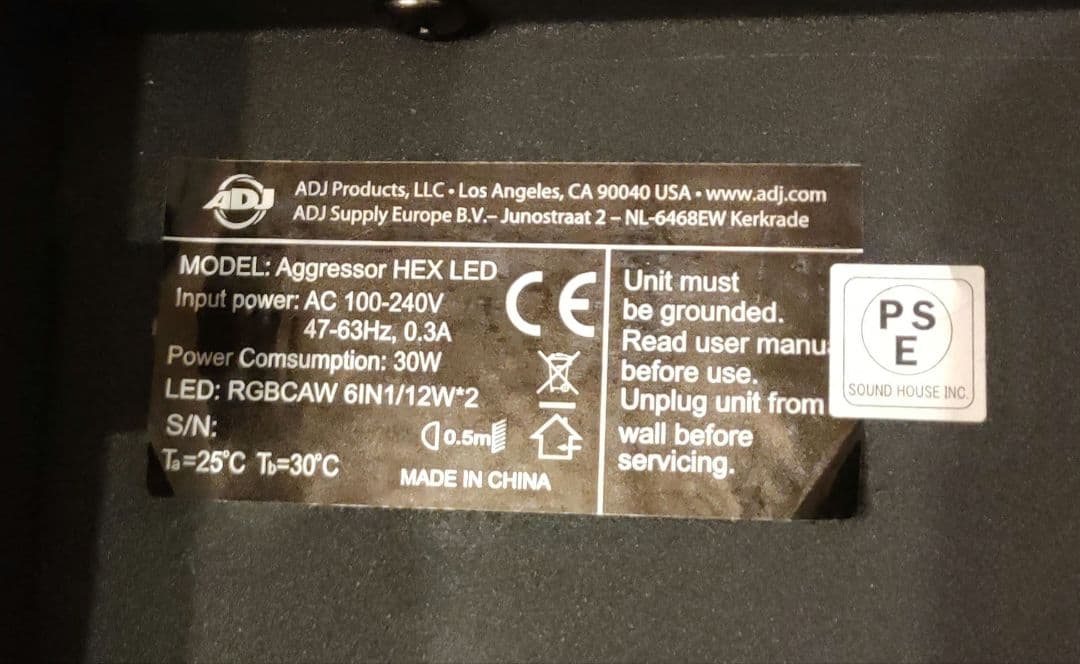 ADJ
ADJ Products, LLC • Los Angeles, CA 90040 USA • www.adj.com
ADJ Supply Europe B.V.– Junostraat 2 – NL-6468EW Kerkrade
MODEL: Aggressor HEX LED
Input power: AC 100-240V
47-63Hz, 0.3A
Power Comsumption: 30W
LED: RGBCAW 6IN1/12W*2
S/N:
0.5m
Ta=25°C Tb=30°C
MADE IN CHINA
CE
Unit must
be grounded.
Read user manu
before use.
Unplug unit from
wall before
servicing.
PS
E
SOUND HOUSE INC.